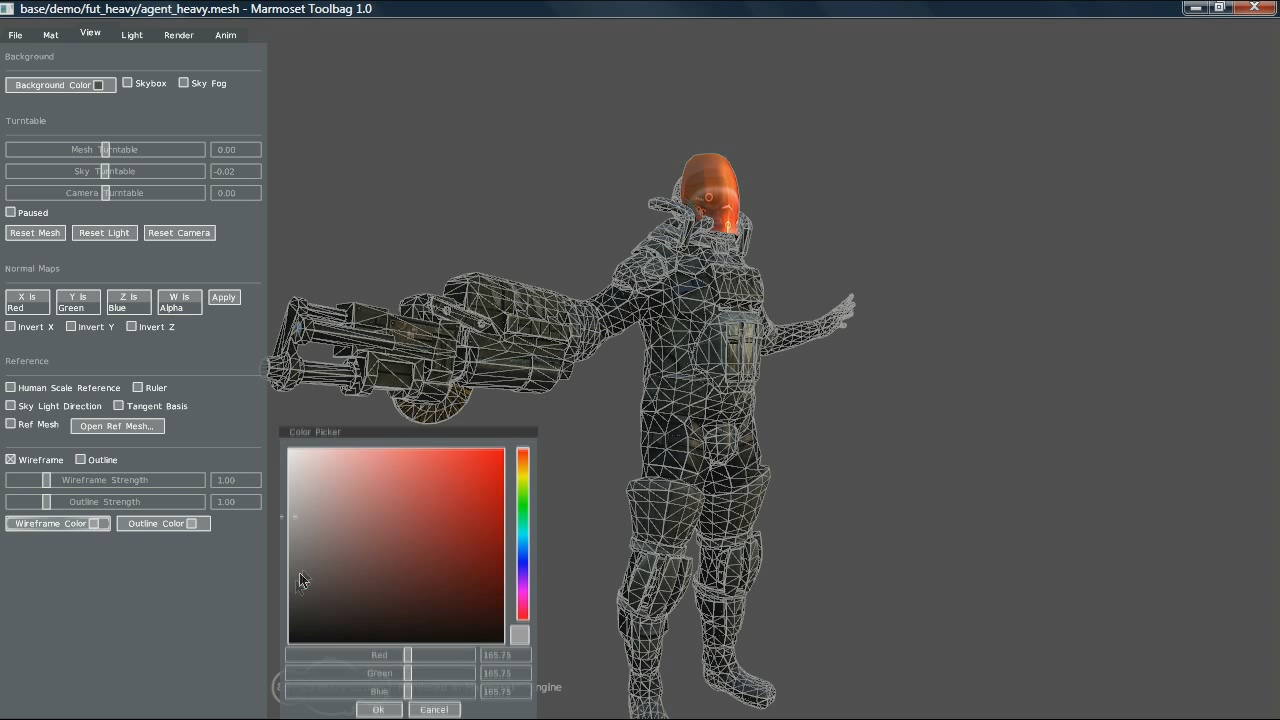 base/demo/fut_heavy/agent_heavy.mesh - Marmoset Toolbag 1.0
File Mat View Light Render Anim
Background
Background Color Skybox Sky Fog
Turntable
Mesh Turntable 0.00
Sky Turntable -0.02
Camera Turntable 0.00
Paused
Reset Mesh Reset Light Reset Camera
Normal Maps
X Is Y Is Z Is W Is Apply
Red Green Blue Alpha
Invert X Invert Y Invert Z
Reference
Human Scale Reference Ruler
Sky Light Direction Tangent Basis
Ref Mesh Open Ref Mesh...
Wireframe Outline
Wireframe Strength 1.00
Outline Strength 1.00
Wireframe Color Outline Color
Color Picker
Red 165.75
Green 165.75
Blue 165.75
Ok Cancel